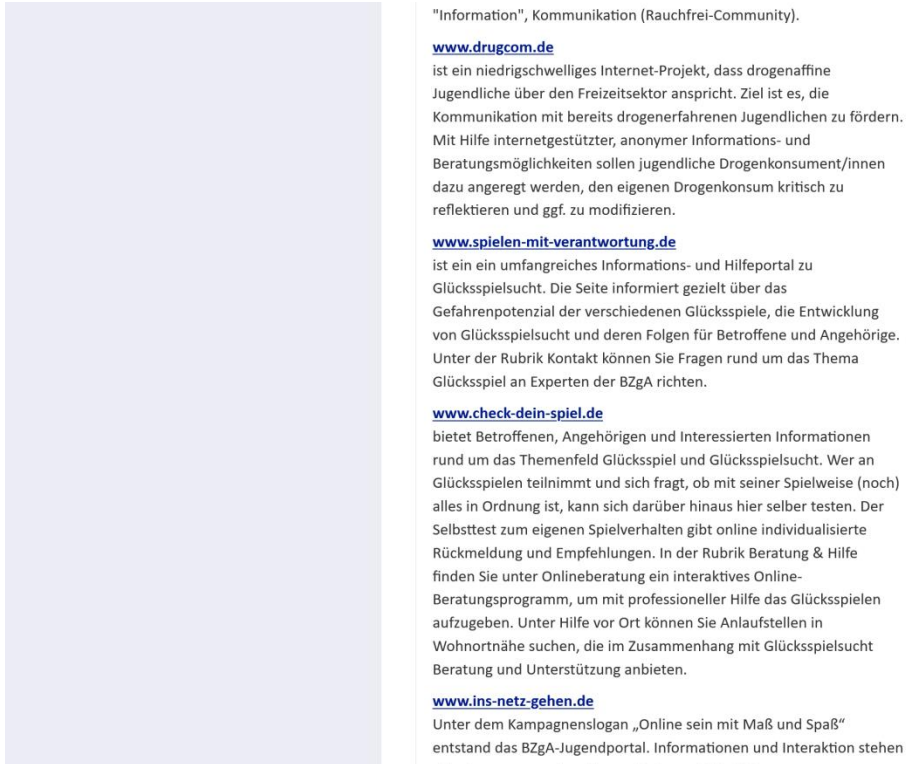 "Information", Kommunikation (Rauchfrei-Community).
www.drugcom.de
ist ein niedrigschwelliges Internet-Projekt, dass drogenaffine
Jugendliche über den Freizeitsektor anspricht. Ziel ist es, die
Kommunikation mit bereits drogenerfahrenen Jugendlichen zu fördern.
Mit Hilfe internetgestützter, anonymer Informations- und
Beratungsmöglichkeiten sollen jugendliche Drogenkonsument/innen
dazu angeregt werden, den eigenen Drogenkonsum kritisch zu
reflektieren und ggf. zu modifizieren.
www.spielen-mit-verantwortung.de
ist ein ein umfangreiches Informations- und Hilfeportal zu
Glücksspielsucht. Die Seite informiert gezielt über das
Gefahrenpotenzial der verschiedenen Glücksspiele, die Entwicklung
von Glücksspielsucht und deren Folgen für Betroffene und Angehörige.
Unter der Rubrik Kontakt können Sie Fragen rund um das Thema
Glücksspiel an Experten der BZgA richten.
www.check-dein-spiel.de
bietet Betroffenen, Angehörigen und Interessierten Informationen
rund um das Themenfeld Glücksspiel und Glücksspielsucht. Wer an
Glücksspielen teilnimmt und sich fragt, ob mit seiner Spielweise (noch)
alles in Ordnung ist, kann sich darüber hinaus hier selber testen. Der
Selbsttest zum eigenen Spielverhalten gibt online individualisierte
Rückmeldung und Empfehlungen. In der Rubrik Beratung & Hilfe
finden Sie unter Onlineberatung ein interaktives Online-
Beratungsprogramm, um mit professioneller Hilfe das Glücksspielen
aufzugeben. Unter Hilfe vor Ort können Sie Anlaufstellen in
Wohnortnähe suchen, die im Zusammenhang mit Glücksspielsucht
Beratung und Unterstützung anbieten.
www.ins-netz-gehen.de
Unter dem Kampagnenslogan „Online sein mit Maß und Spaß“
entstand das BZgA-Jugendportal. Informationen und Interaktion stehen